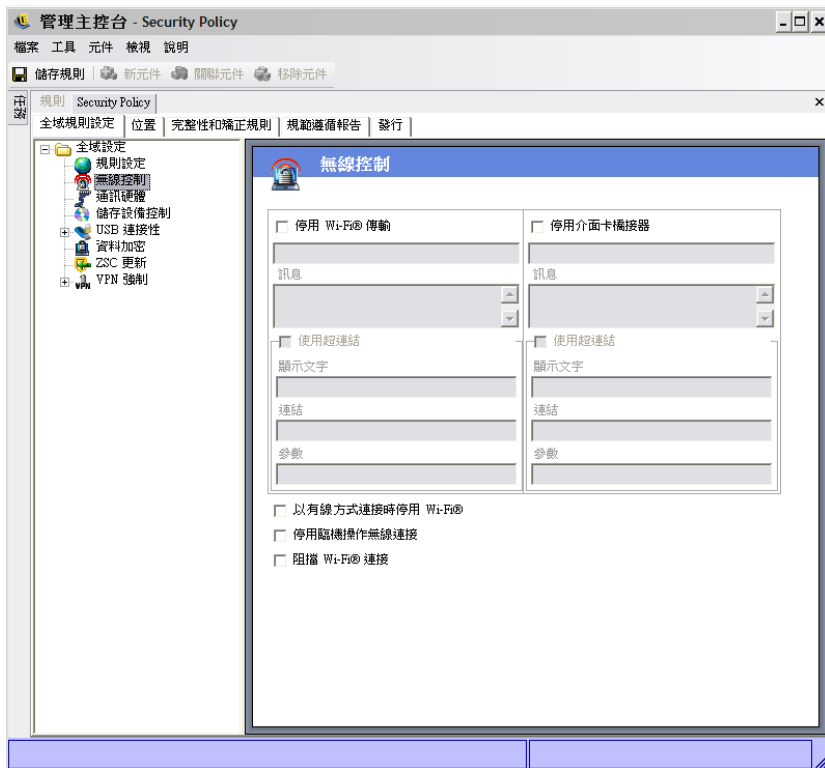 管理主控台 - Security Policy
檔案 工具 元件 檢視 說明
儲存規則 新元件 關聯元件 移除元件
任務
規則 Security Policy
全域規則設定 位置 完整性和矯正規則 規範遵循報告 發行
全域設定
規則設定
無線控制
通訊硬體
儲存設備控制
USB 連接性
資料加密
ZSC 更新
VPN 強制
無線控制
停用 Wi-Fi® 傳輸
訊息
使用超連結
顯示文字
連結
參數
停用介面卡橋接器
訊息
使用超連結
顯示文字
連結
參數
以有線方式連接時停用 Wi-Fi®
停用臨機操作無線連接
阻擋 Wi-Fi® 連接